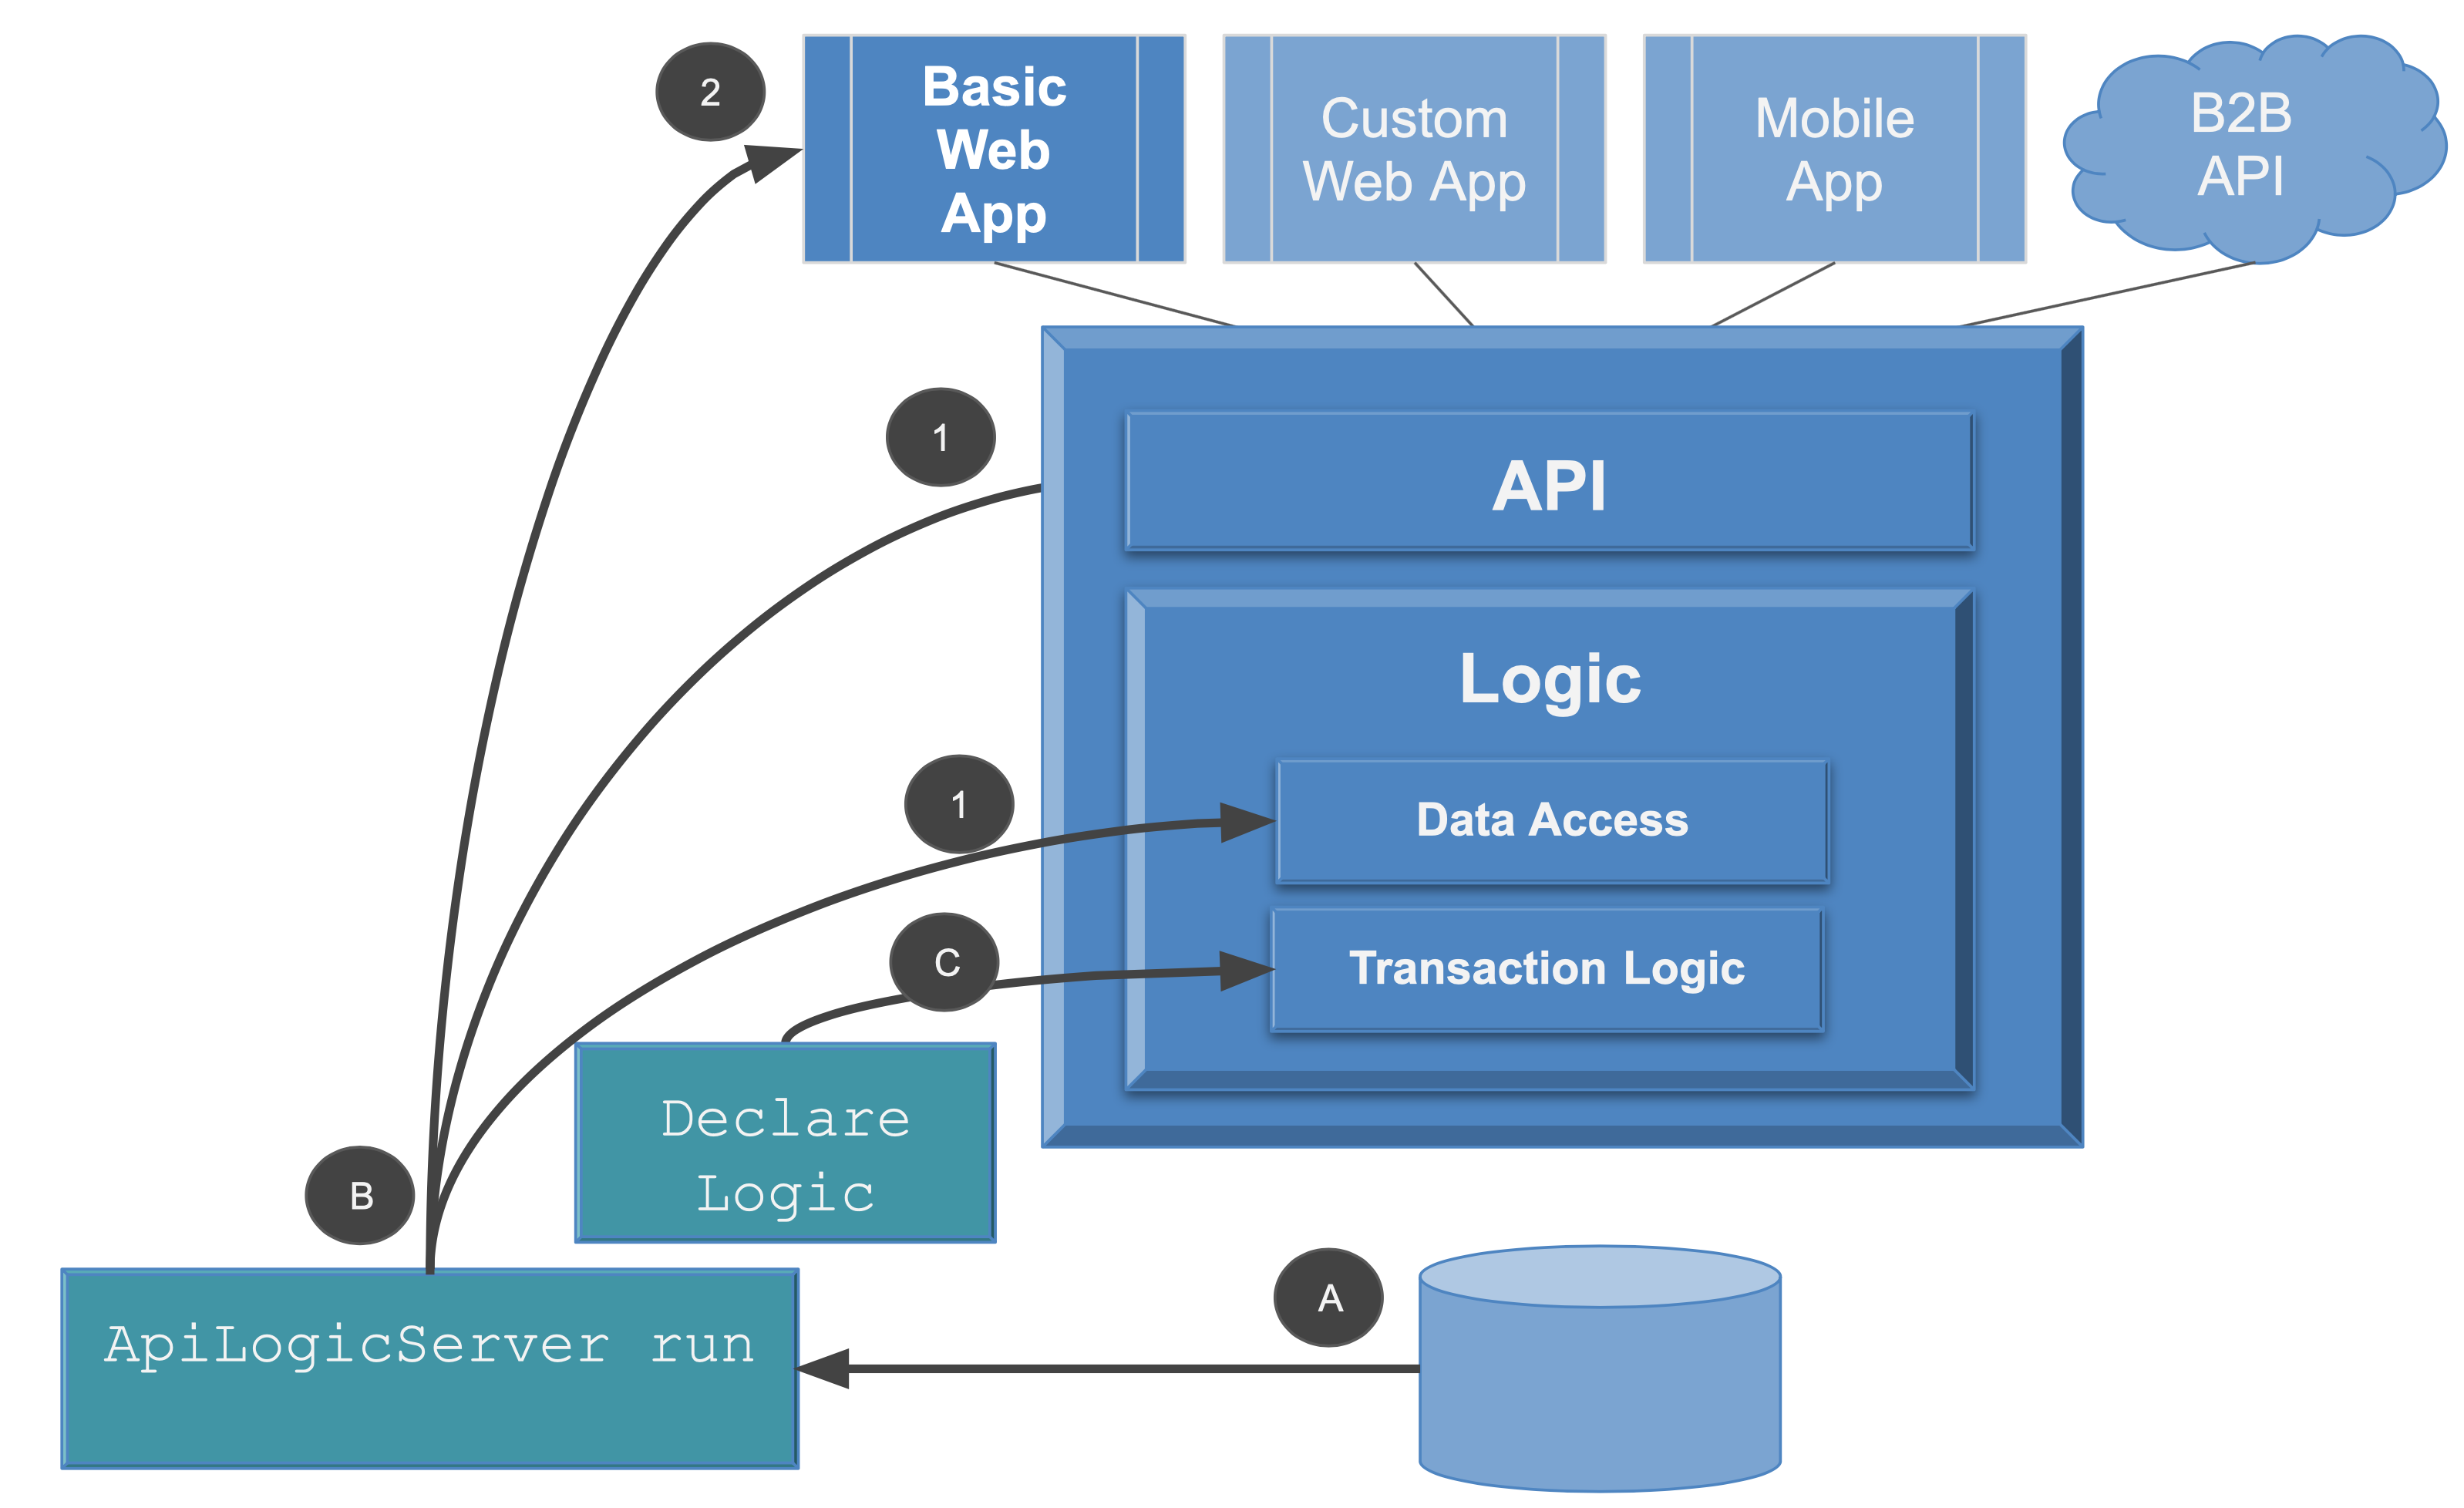 2
Basic
Web
App
Custom
Web App
Mobile
App
B2B
API
1
API
Logic
1
Data Access
C
Transaction Logic
Declare
Logic
B
A
ApiLogicServer run